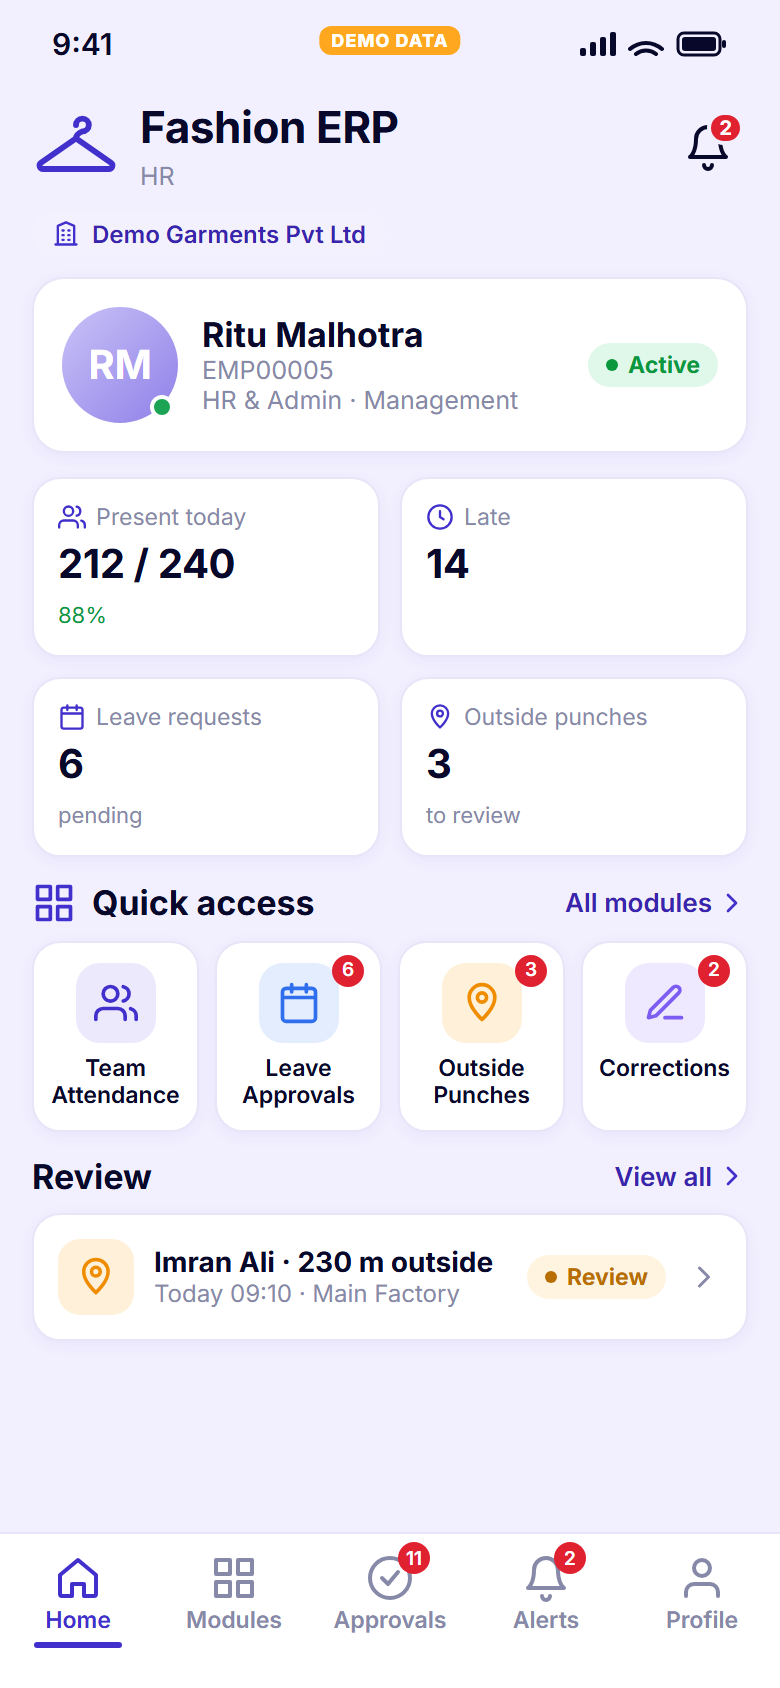 9:41
DEMO DATA
Fashion ERP
HR
2
Demo Garments Pvt Ltd
RM
Ritu Malhotra
EMP00005
HR & Admin · Management
Active
Present today
212 / 240
88%
Late
14
Leave requests
6
pending
Outside punches
3
to review
Quick access
All modules
Team
Attendance
6
Leave
Approvals
3
Outside
Punches
2
Corrections
Review
View all
Imran Ali · 230 m outside
Today 09:10 · Main Factory
Review
Home
Modules
11
Approvals
2
Alerts
Profile